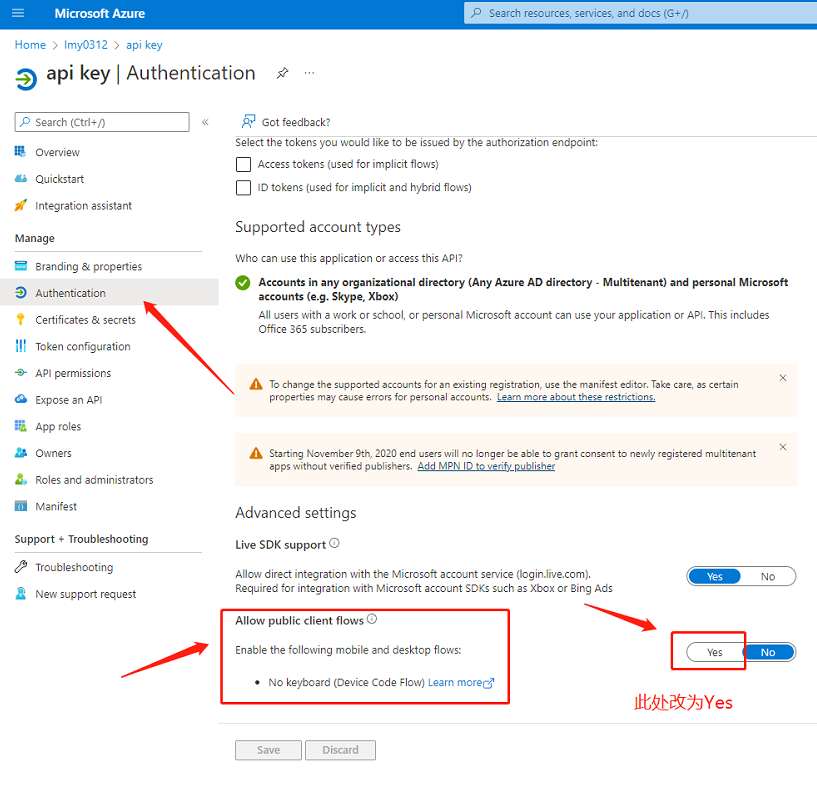 Microsoft Azure
Search resources, services, and docs (G+/)
Home > lmy0312 > api key
api key | Authentication
Search (Ctrl+/)
Overview
Quickstart
Integration assistant
Manage
Branding & properties
Authentication
Certificates & secrets
Token configuration
API permissions
Expose an API
App roles
Owners
Roles and administrators
Manifest
Support + Troubleshooting
Troubleshooting
New support request
Got feedback?
Select the tokens you would like to be issued by the authorization endpoint:
Access tokens (used for implicit flows)
ID tokens (used for implicit and hybrid flows)
Supported account types
Who can use this application or access this API?
Accounts in any organizational directory (Any Azure AD directory - Multitenant) and personal Microsoft
accounts (e.g. Skype, Xbox)
All users with a work or school, or personal Microsoft account can use your application or API. This includes
Office 365 subscribers.
To change the supported accounts for an existing registration, use the manifest editor. Take care, as certain
properties may cause errors for personal accounts. Learn more about these restrictions.
Starting November 9th, 2020 end users will no longer be able to grant consent to newly registered multitenant
apps without verified publishers. Add MPN ID to verify publisher
Advanced settings
Live SDK support
Allow direct integration with the Microsoft account service (login.live.com).
Required for integration with Microsoft account SDKs such as Xbox or Bing Ads
Yes No
Allow public client flows
Enable the following mobile and desktop flows:
Yes No
• No keyboard (Device Code Flow) Learn more
此处改为Yes
Save Discard